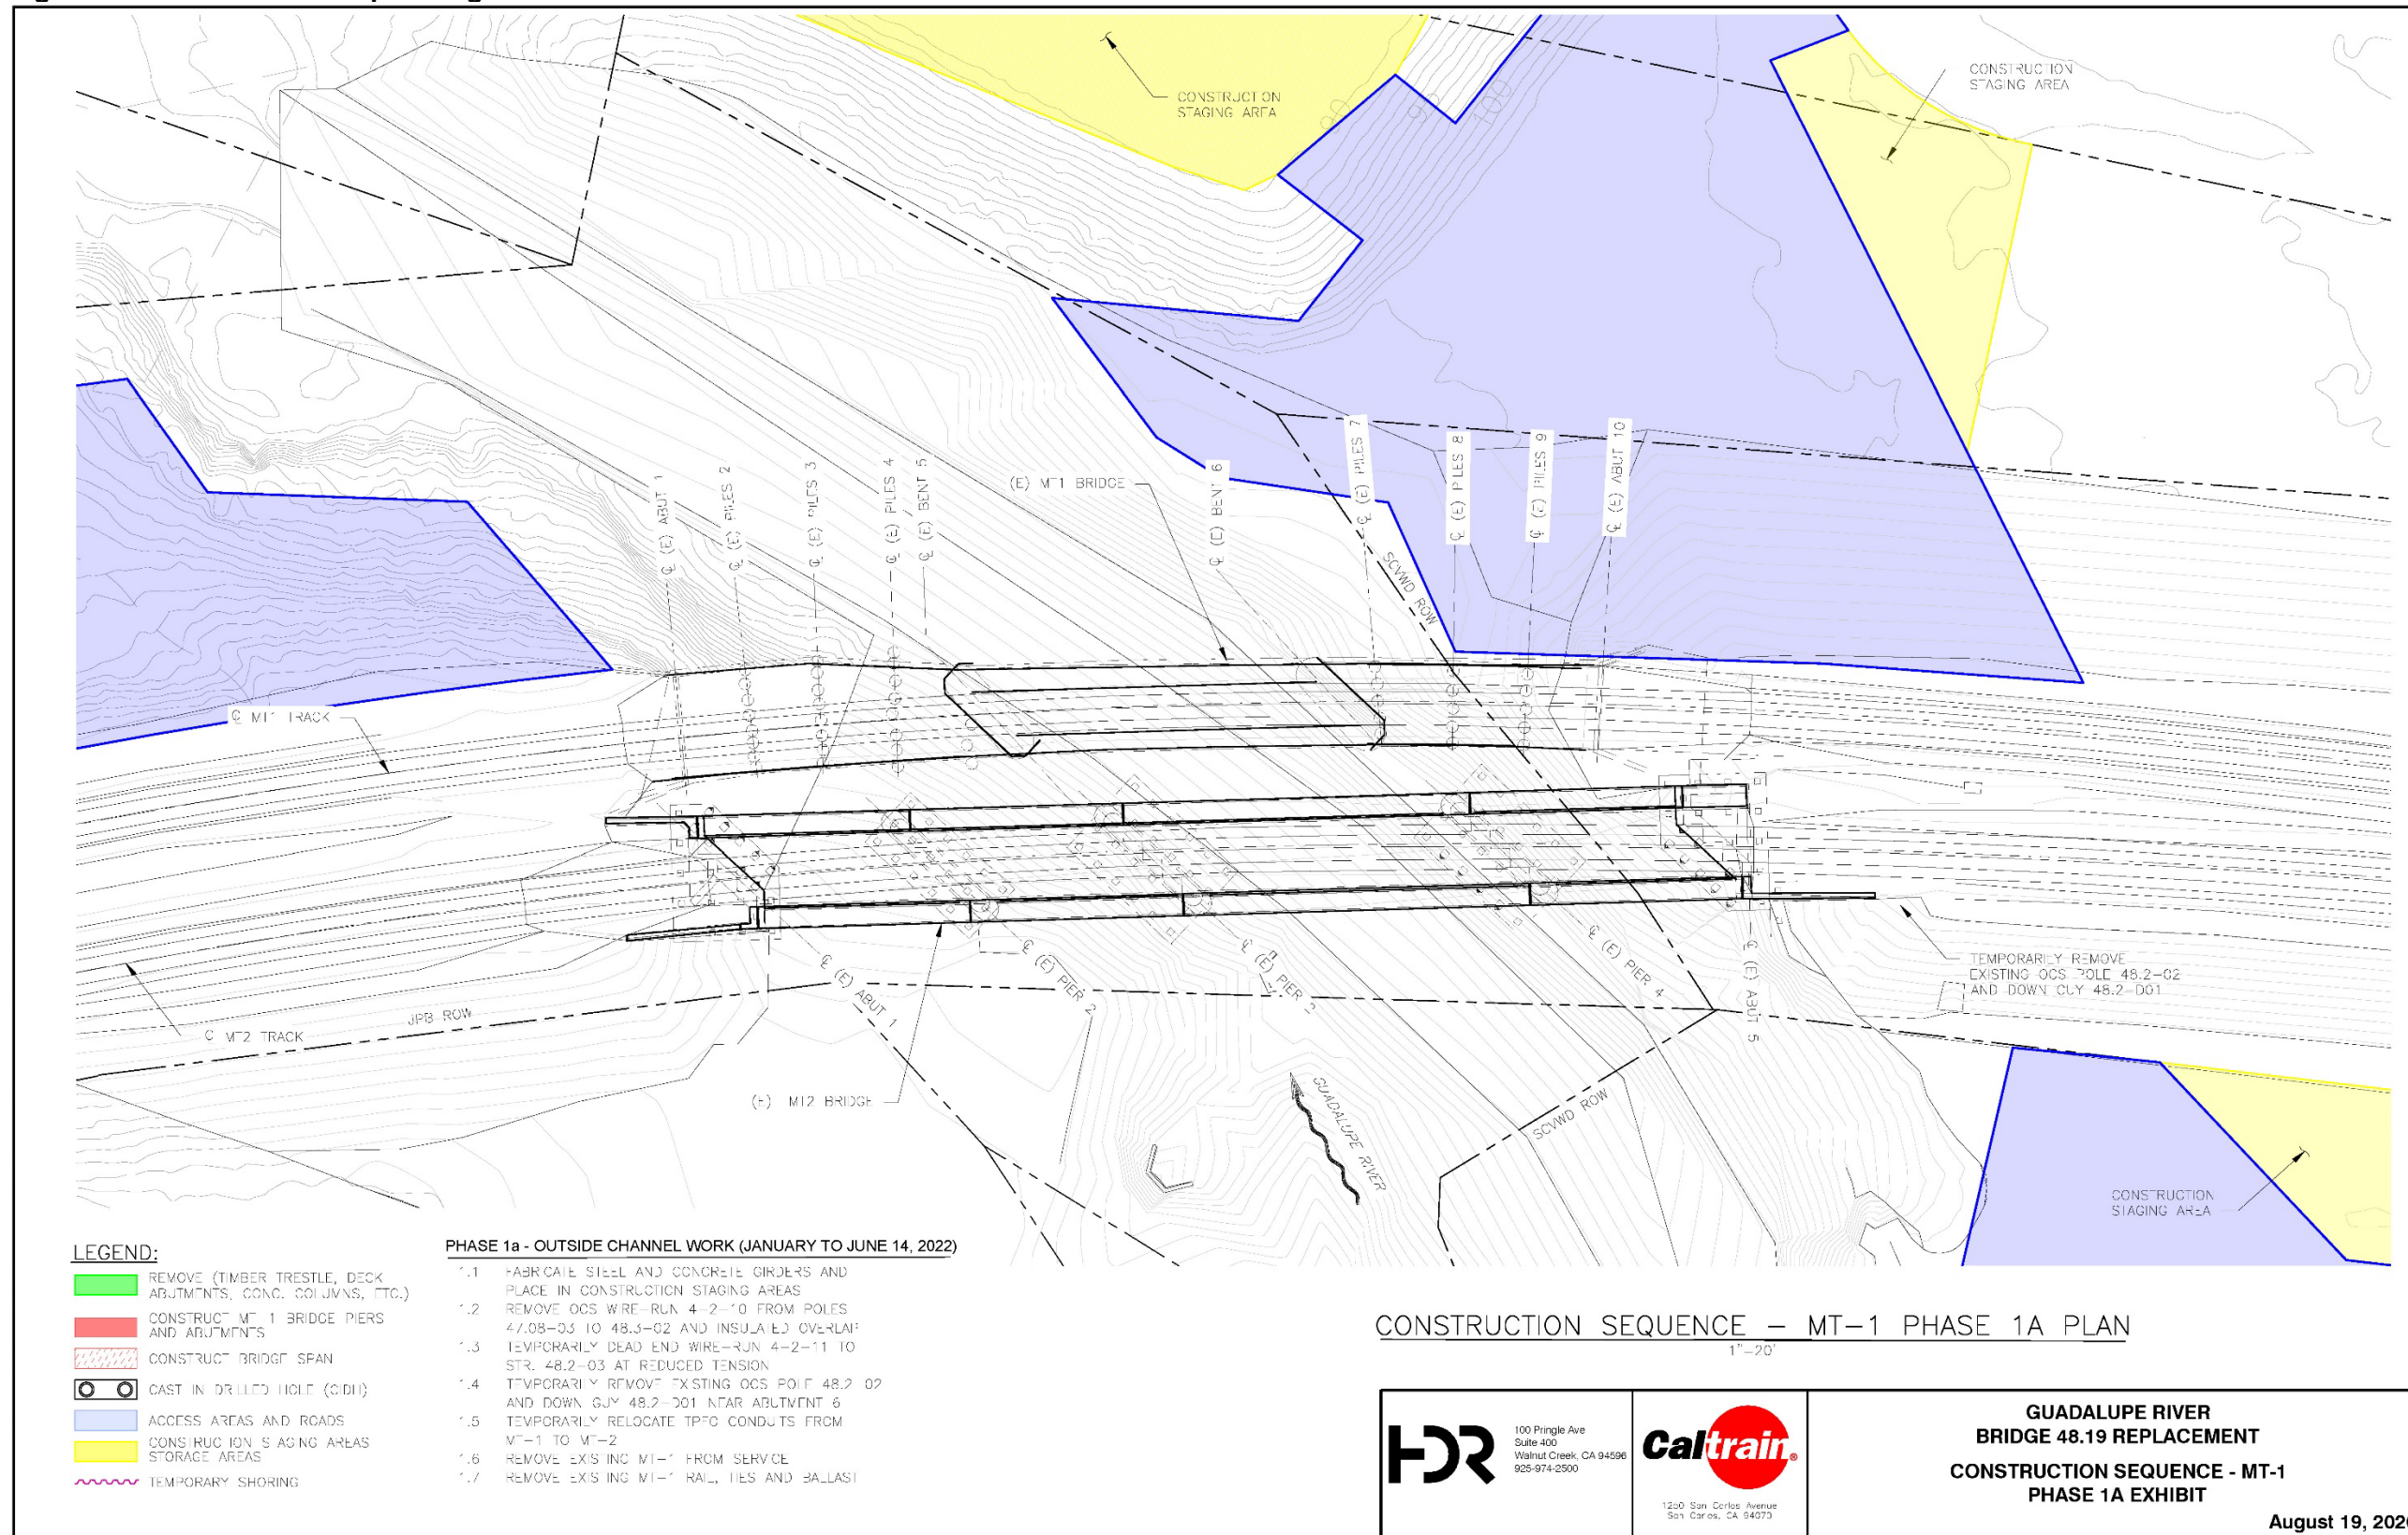 CONSTRUCTION
STAGING AREA
CONSTRUCTION
STAGING AREA
90
100
(E) MT1 BRIDGE
℄ (E) ABUT 1
℄ (E) PILES 2
℄ (E) PILES 3
℄ (E) PILES 4
℄ (E) BENT 5
℄ (E) BENT 6
℄ (E) PILES 7
℄ (E) PILES 8
℄ (E) PILES 9
℄ (E) ABUT 10
SCVWD ROW
℄ MT1 TRACK
℄ MT2 TRACK
JPB ROW
(E) MT2 BRIDGE
℄ (E) ABUT 1
℄ (E) PIER 2
℄ (E) PIER 3
℄ (E) PIER 4
℄ (E) ABUT 5
TEMPORARILY REMOVE
EXISTING OCS POLE 48.2-02
AND DOWN GUY 48.2-D01
GUADALUPE RIVER
SCVWD ROW
CONSTRUCTION
STAGING AREA
LEGEND:
REMOVE (TIMBER TRESTLE, DECK
ABUTMENTS, CONC. COLUMNS, ETC.)
CONSTRUCT MT-1 BRIDGE PIERS
AND ABUTMENTS
CONSTRUCT BRIDGE SPAN
CAST IN DRILLED HOLE (CIDH)
ACCESS AREAS AND ROADS
CONSTRUCTION STAGING AREAS
STORAGE AREAS
TEMPORARY SHORING
PHASE 1a - OUTSIDE CHANNEL WORK (JANUARY TO JUNE 14, 2022)
1.1 FABRICATE STEEL AND CONCRETE GIRDERS AND
PLACE IN CONSTRUCTION STAGING AREAS
1.2 REMOVE OCS WIRE-RUN 4-2-10 FROM POLES
47.08-03 TO 48.3-02 AND INSULATED OVERLAP
1.3 TEMPORARILY DEAD END WIRE-RUN 4-2-11 TO
STR. 48.2-03 AT REDUCED TENSION
1.4 TEMPORARILY REMOVE EXISTING OCS POLE 48.2-02
AND DOWN GUY 48.2-D01 NEAR ABUTMENT 6
1.5 TEMPORARILY RELOCATE TPFO CONDUITS FROM
MT-1 TO MT-2
1.6 REMOVE EXISTING MT-1 FROM SERVICE
1.7 REMOVE EXISTING MT-1 RAIL, TIES AND BALLAST
CONSTRUCTION SEQUENCE - MT-1 PHASE 1A PLAN
1"=20'
HDR
100 Pringle Ave
Suite 400
Walnut Creek, CA 94596
925-974-2500
Caltrain®
1250 San Carlos Avenue
San Carlos, CA 94070
GUADALUPE RIVER
BRIDGE 48.19 REPLACEMENT
CONSTRUCTION SEQUENCE - MT-1
PHASE 1A EXHIBIT
August 19, 202